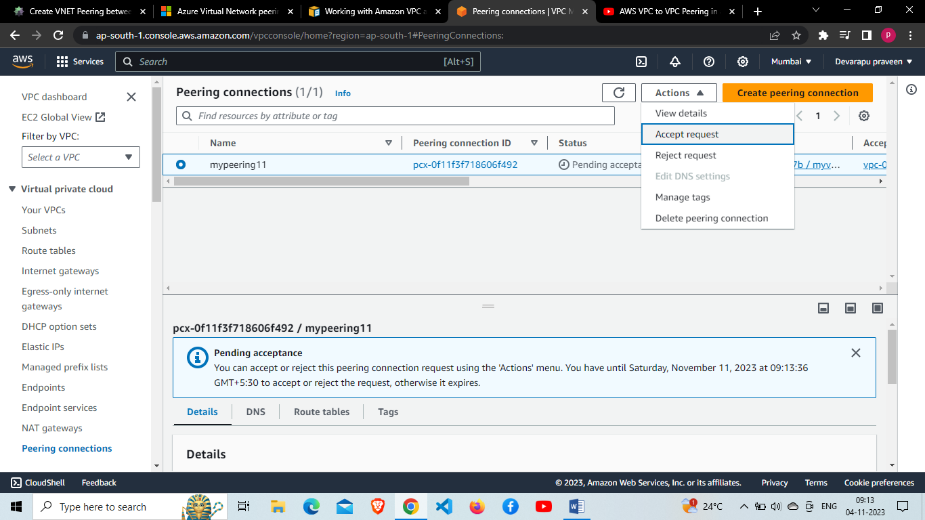 Create VNET Peering betwee
Azure Virtual Network peerin
Working with Amazon VPC a
Peering connections | VPC M
AWS VPC to VPC Peering in
ap-south-1.console.aws.amazon.com/vpcconsole/home?region=ap-south-1#PeeringConnections:
P
aws
Services
Search
[Alt+S]
Mumbai
Devarapu praveen
VPC dashboard
EC2 Global View
Filter by VPC:
Select a VPC
Virtual private cloud
Your VPCs
Subnets
Route tables
Internet gateways
Egress-only internet
gateways
DHCP option sets
Elastic IPs
Managed prefix lists
Endpoints
Endpoint services
NAT gateways
Peering connections
Peering connections (1/1) Info
Actions
Create peering connection
Find resources by attribute or tag
1
View details
Accept request
Reject request
Edit DNS settings
Manage tags
Delete peering connection
Name
Peering connection ID
Status
Accep
mypeering11
pcx-0f11f3f718606f492
Pending accepta
7b / myv...
vpc-0
pcx-0f11f3f718606f492 / mypeering11
Pending acceptance
You can accept or reject this peering connection request using the 'Actions' menu. You have until Saturday, November 11, 2023 at 09:13:36
GMT+5:30 to accept or reject the request, otherwise it expires.
Details
DNS
Route tables
Tags
Details
CloudShell
Feedback
© 2023, Amazon Web Services, Inc. or its affiliates.
Privacy
Terms
Cookie preferences
Type here to search
24°C
ENG
09:13
04-11-2023